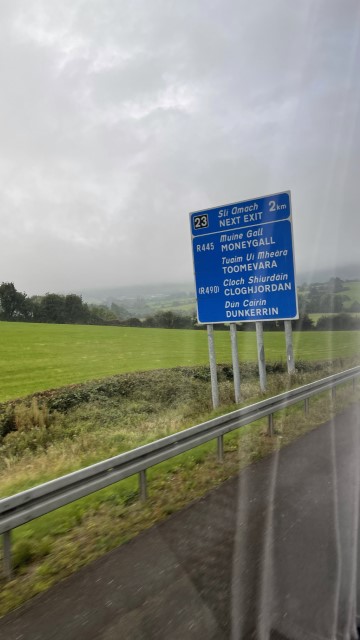 23 Slí Amach 2km
NEXT EXIT
R445 Muine Gall
MONEYGALL
Tuaim Uí Mheára
TOOMEVARA
(R490) Cloch Shiurdáin
CLOGHJORDAN
Dún Cairin
DUNKERRIN